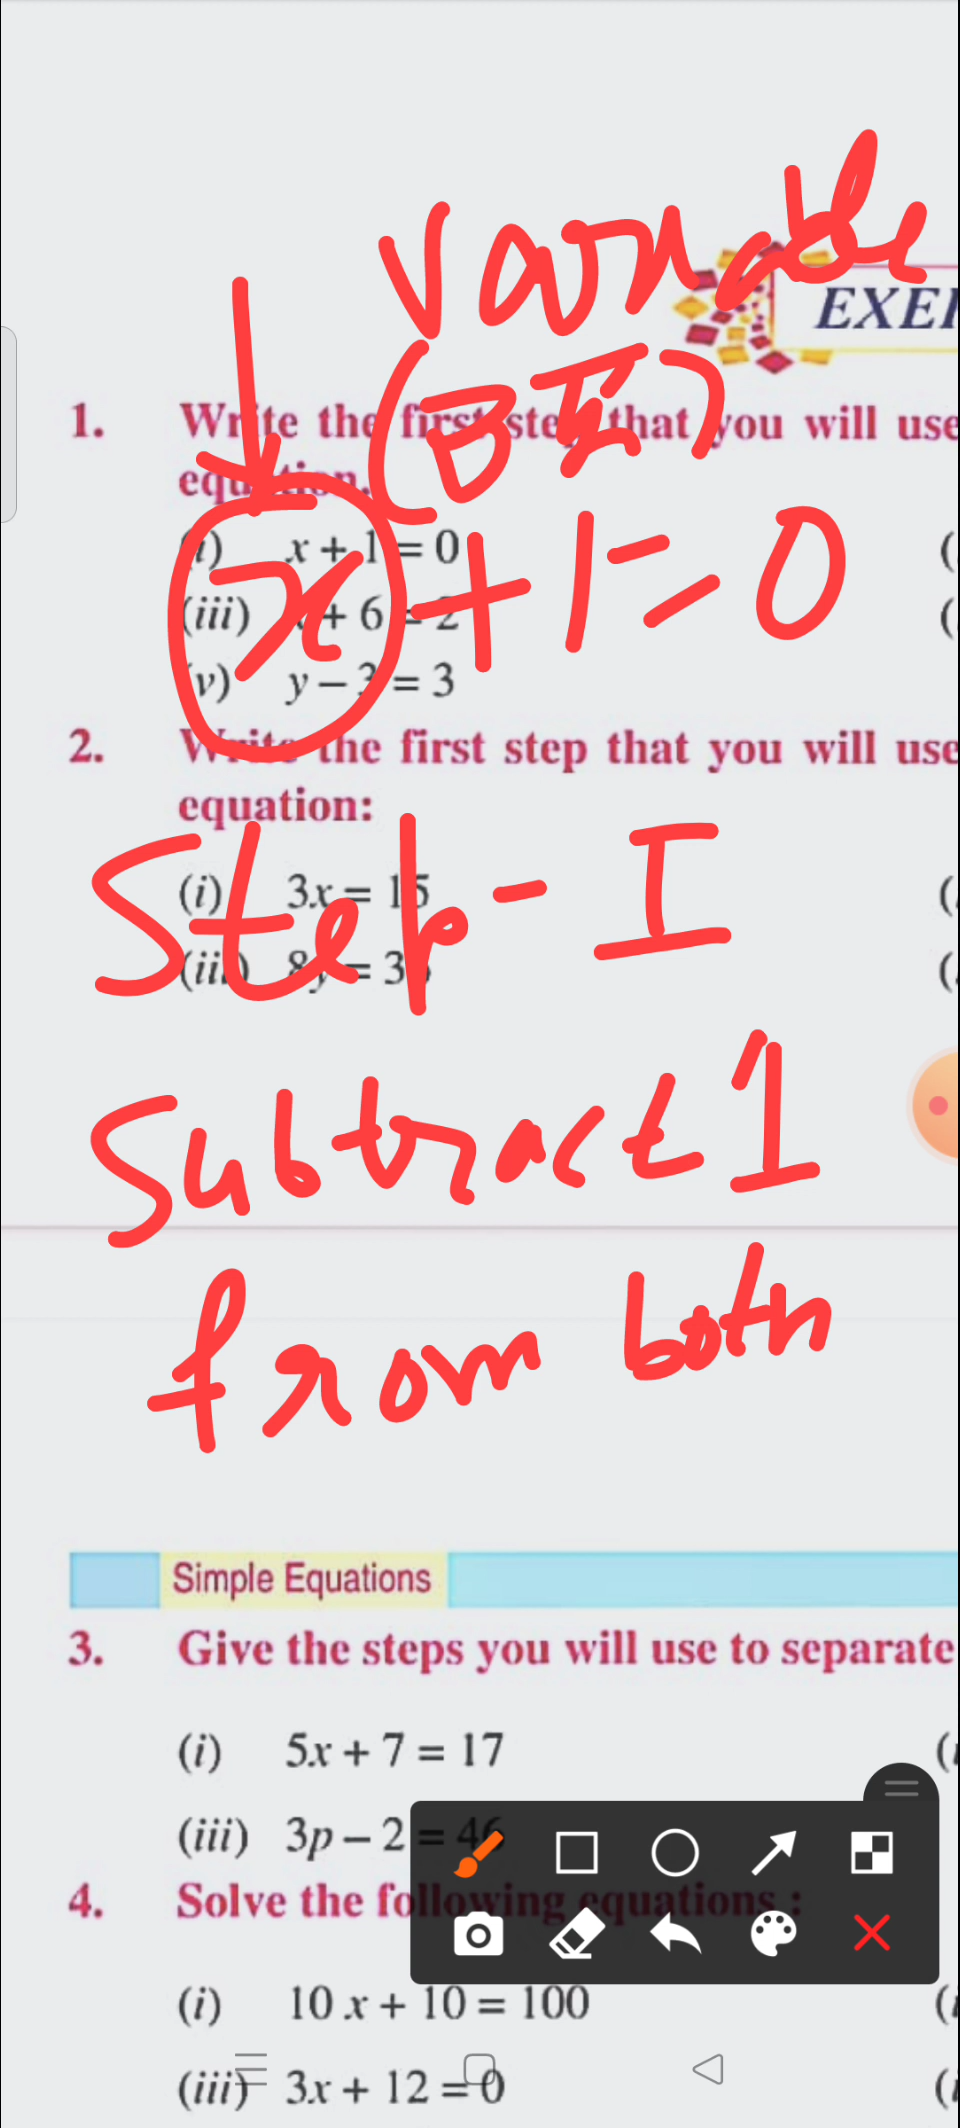 variable
EXE
1. Write the first step that you will use
equation.
(i) x + 1 = 0 (
x + 1 = 0
(iii) + 6 = 2 (
(v) y – 3 = 3
2. Write the first step that you will use
equation:
Step - I
(i) 3x = 15 (
(iii) 8y = 3 (
Subtract 1
from both
Simple Equations
3. Give the steps you will use to separate
(i) 5x + 7 = 17 (i
(iii) 3p – 2 = 46
4. Solve the following equations :
(i) 10 x + 10 = 100 (i
(iii) 3x + 12 = 0 (i